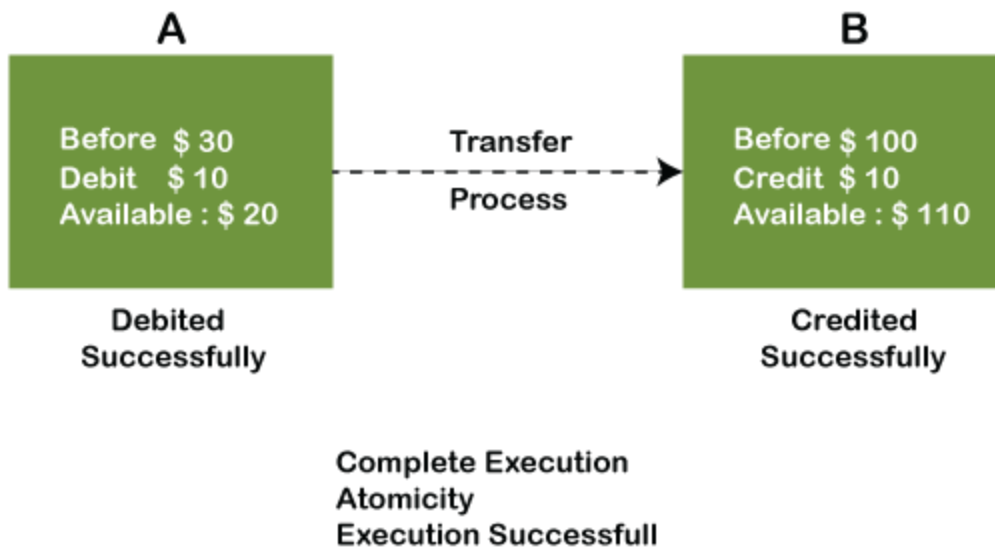 A
Before $ 30
Debit $ 10
Available : $ 20
Debited
Successfully
Transfer
Process
B
Before $ 100
Credit $ 10
Available : $ 110
Credited
Successfully
Complete Execution
Atomicity
Execution Successfull